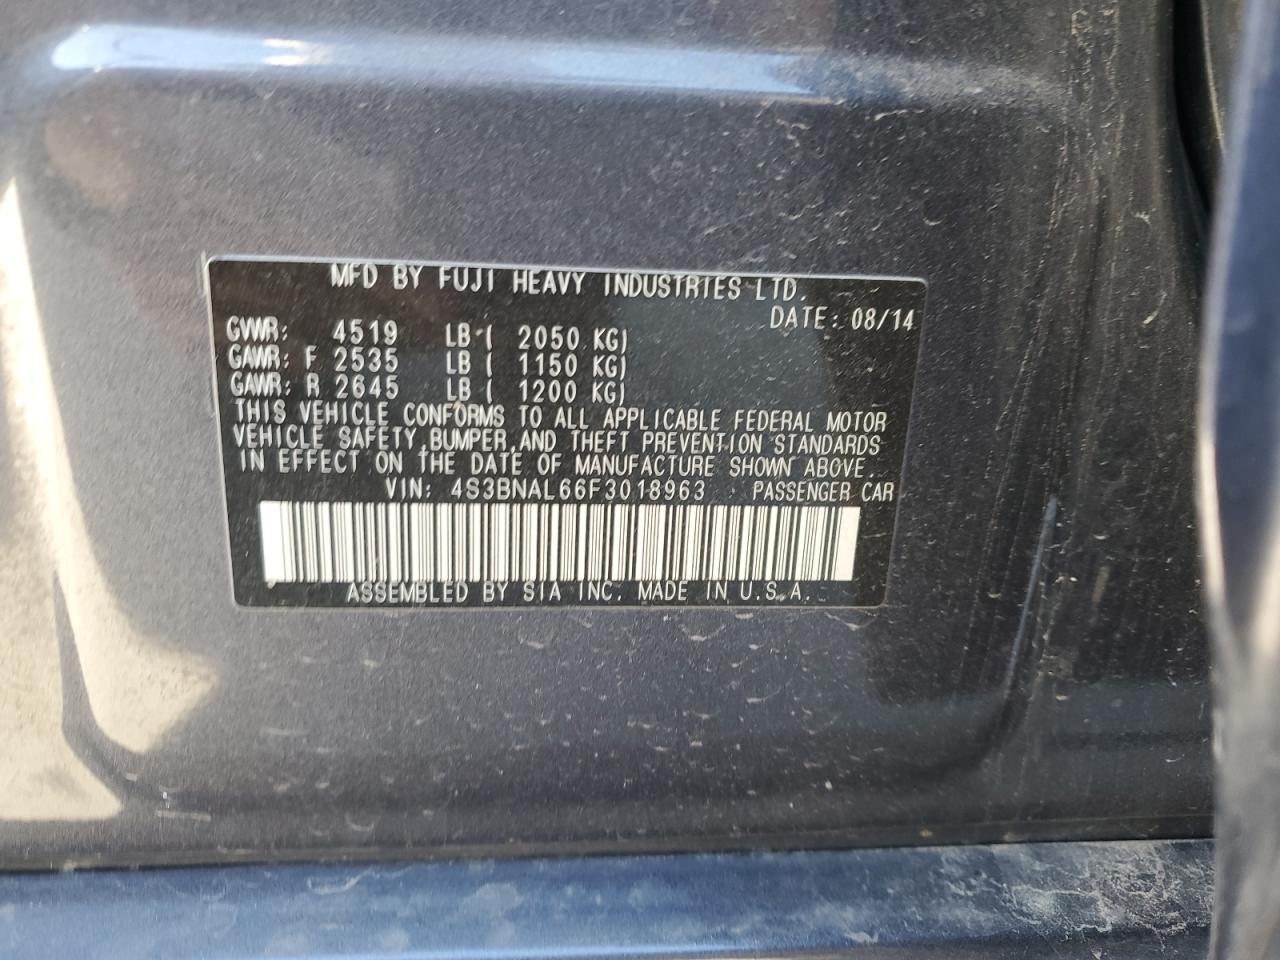 MFD BY FUJI HEAVY INDUSTRIES LTD.
DATE: 08/14
GVWR: 4519 LB ( 2050 KG)
GAWR: F 2535 LB ( 1150 KG)
GAWR: R 2645 LB ( 1200 KG)
THIS VEHICLE CONFORMS TO ALL APPLICABLE FEDERAL MOTOR
VEHICLE SAFETY, BUMPER, AND THEFT PREVENTION STANDARDS
IN EFFECT ON THE DATE OF MANUFACTURE SHOWN ABOVE.
VIN: 4S3BNAL66F3018963 PASSENGER CAR
ASSEMBLED BY SIA INC. MADE IN U.S.A.